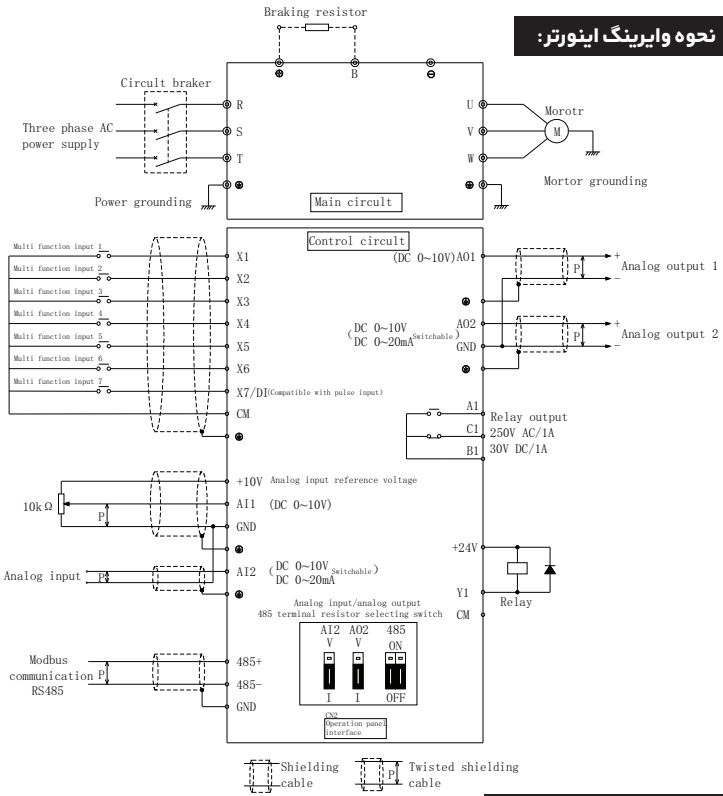 نحوه وایرینگ اینورتر:
Braking resistor
⊕ B ⊖
Circult braker
R
S
T
Three phase AC
power supply
Power grounding
U
V
W
Morotr
M
Mortor grounding
Main circult
Control circult
Multi function input 1
X1
Multi function input 2
X2
Multi function input 3
X3
Multi function input 4
X4
Multi function input 5
X5
Multi function input 6
X6
Multi function input 7
X7/DI(Compatible with pulse input)
CM
(DC 0~10V)AO1
P
+
Analog output 1
−
AO2
(DC 0~10V
DC 0~20mA Switchable)
GND
P
+
Analog output 2
−
A1
C1
B1
Relay output
250V AC/1A
30V DC/1A
+10V Analog input reference voltage
10kΩ
AI1 (DC 0~10V)
P
GND
Analog input
P
AI2 (DC 0~10V Switchable)
DC 0~20mA
+24V
Y1
CM
Relay
Analog input/analog output
485 terminal resistor selecting switch
AI2 AO2 485
V V ON
I I OFF
Modbus
communication
RS485
P
485+
485-
GND
CN2
Operation panel
interface
Shielding
cable
P
Twisted shielding
cable